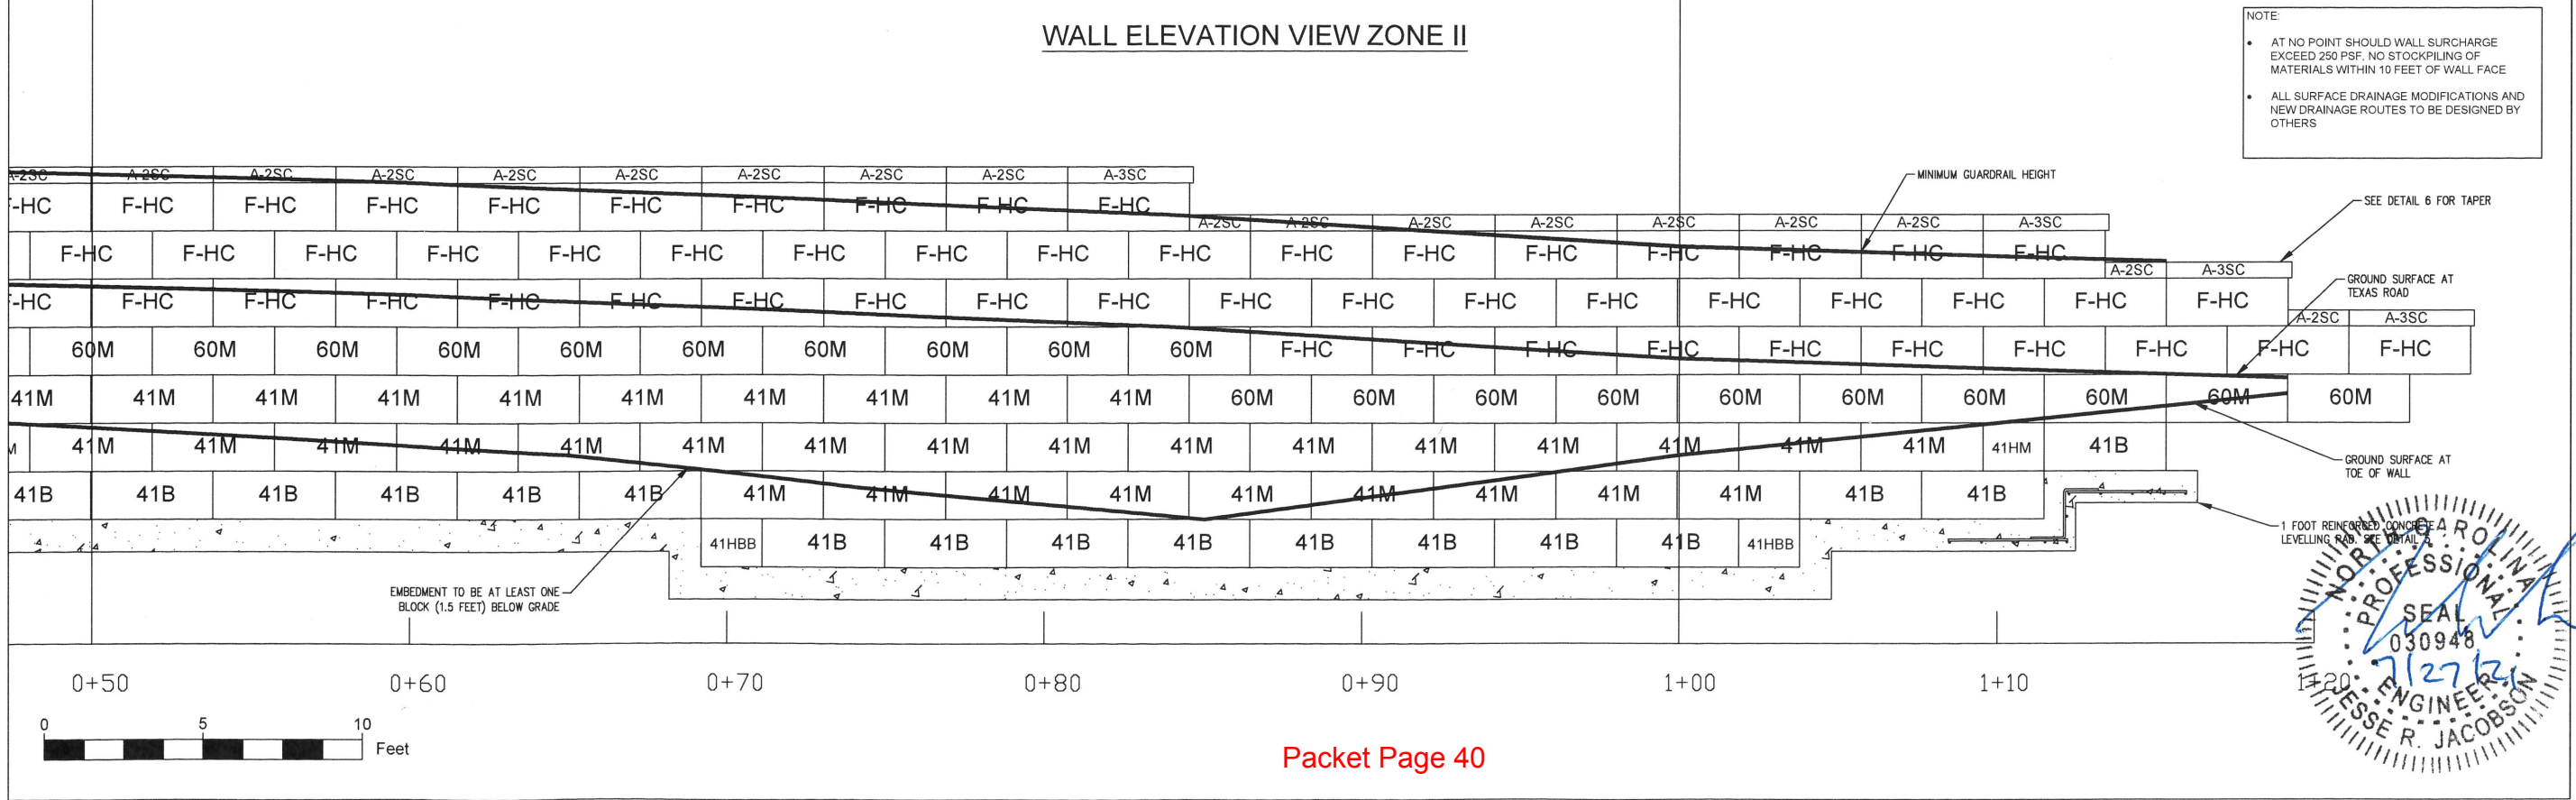 WALL ELEVATION VIEW ZONE II
NOTE:
• AT NO POINT SHOULD WALL SURCHARGE
EXCEED 250 PSF. NO STOCKPILING OF
MATERIALS WITHIN 10 FEET OF WALL FACE
• ALL SURFACE DRAINAGE MODIFICATIONS AND
NEW DRAINAGE ROUTES TO BE DESIGNED BY
OTHERS
MINIMUM GUARDRAIL HEIGHT
SEE DETAIL 6 FOR TAPER
A-2SC A-2SC A-2SC A-2SC A-2SC A-2SC A-2SC A-2SC A-2SC A-3SC
F-HC F-HC F-HC F-HC F-HC F-HC F-HC F-HC F-HC F-HC
A-2SC A-2SC A-2SC A-2SC A-2SC A-2SC A-2SC A-3SC
F-HC F-HC F-HC F-HC F-HC F-HC F-HC F-HC F-HC F-HC F-HC F-HC F-HC F-HC F-HC F-HC F-HC
A-2SC A-3SC
GROUND SURFACE AT
TEXAS ROAD
F-HC F-HC F-HC F-HC F-HC F-HC F-HC F-HC F-HC F-HC F-HC F-HC F-HC F-HC F-HC F-HC F-HC F-HC F-HC
A-2SC A-3SC
60M 60M 60M 60M 60M 60M 60M 60M 60M 60M F-HC F-HC F-HC F-HC F-HC F-HC F-HC F-HC F-HC F-HC
41M 41M 41M 41M 41M 41M 41M 41M 41M 41M 60M 60M 60M 60M 60M 60M 60M 60M 60M 60M
M 41M 41M 41M 41M 41M 41M 41M 41M 41M 41M 41M 41M 41M 41M 41M 41M 41HM 41B
GROUND SURFACE AT
TOE OF WALL
41B 41B 41B 41B 41B 41B 41M 41M 41M 41M 41M 41M 41M 41M 41M 41B 41B
1 FOOT REINFORCED CONCRETE
LEVELLING PAD. SEE DETAIL
41HBB 41B 41B 41B 41B 41B 41B 41B 41B 41HBB
EMBEDMENT TO BE AT LEAST ONE
BLOCK (1.5 FEET) BELOW GRADE
0+50 0+60 0+70 0+80 0+90 1+00 1+10 1+20
0 5 10
Feet
Packet Page 40
NORTH CAROLINA
PROFESSIONAL
SEAL
030948
7/27/21
ENGINEER
JESSE R. JACOBSON